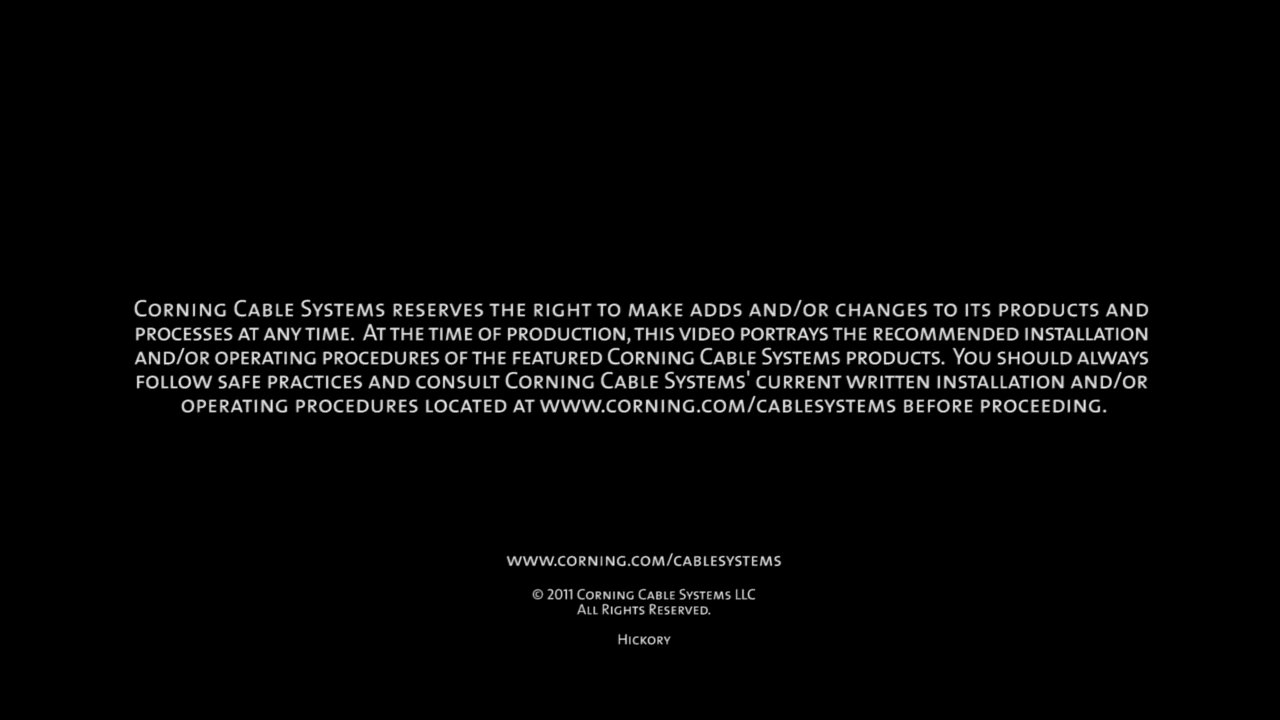 Corning Cable Systems reserves the right to make adds and/or changes to its products and
processes at any time. At the time of production, this video portrays the recommended installation
and/or operating procedures of the featured Corning Cable Systems products. You should always
follow safe practices and consult Corning Cable Systems' current written installation and/or
operating procedures located at www.corning.com/cablesystems before proceeding.
www.corning.com/cablesystems
© 2011 Corning Cable Systems LLC
All Rights Reserved.
Hickory